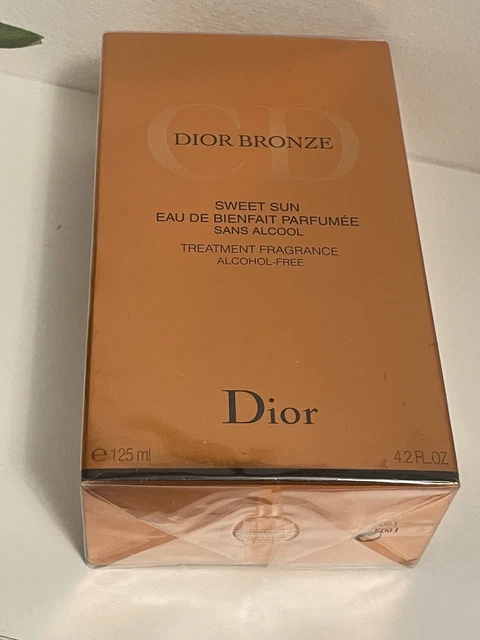 CD
DIOR BRONZE
SWEET SUN
EAU DE BIENFAIT PARFUMÉE
SANS ALCOOL
TREATMENT FRAGRANCE
ALCOHOL-FREE
Dior
℮ 125 ml 4.2 FL.OZ